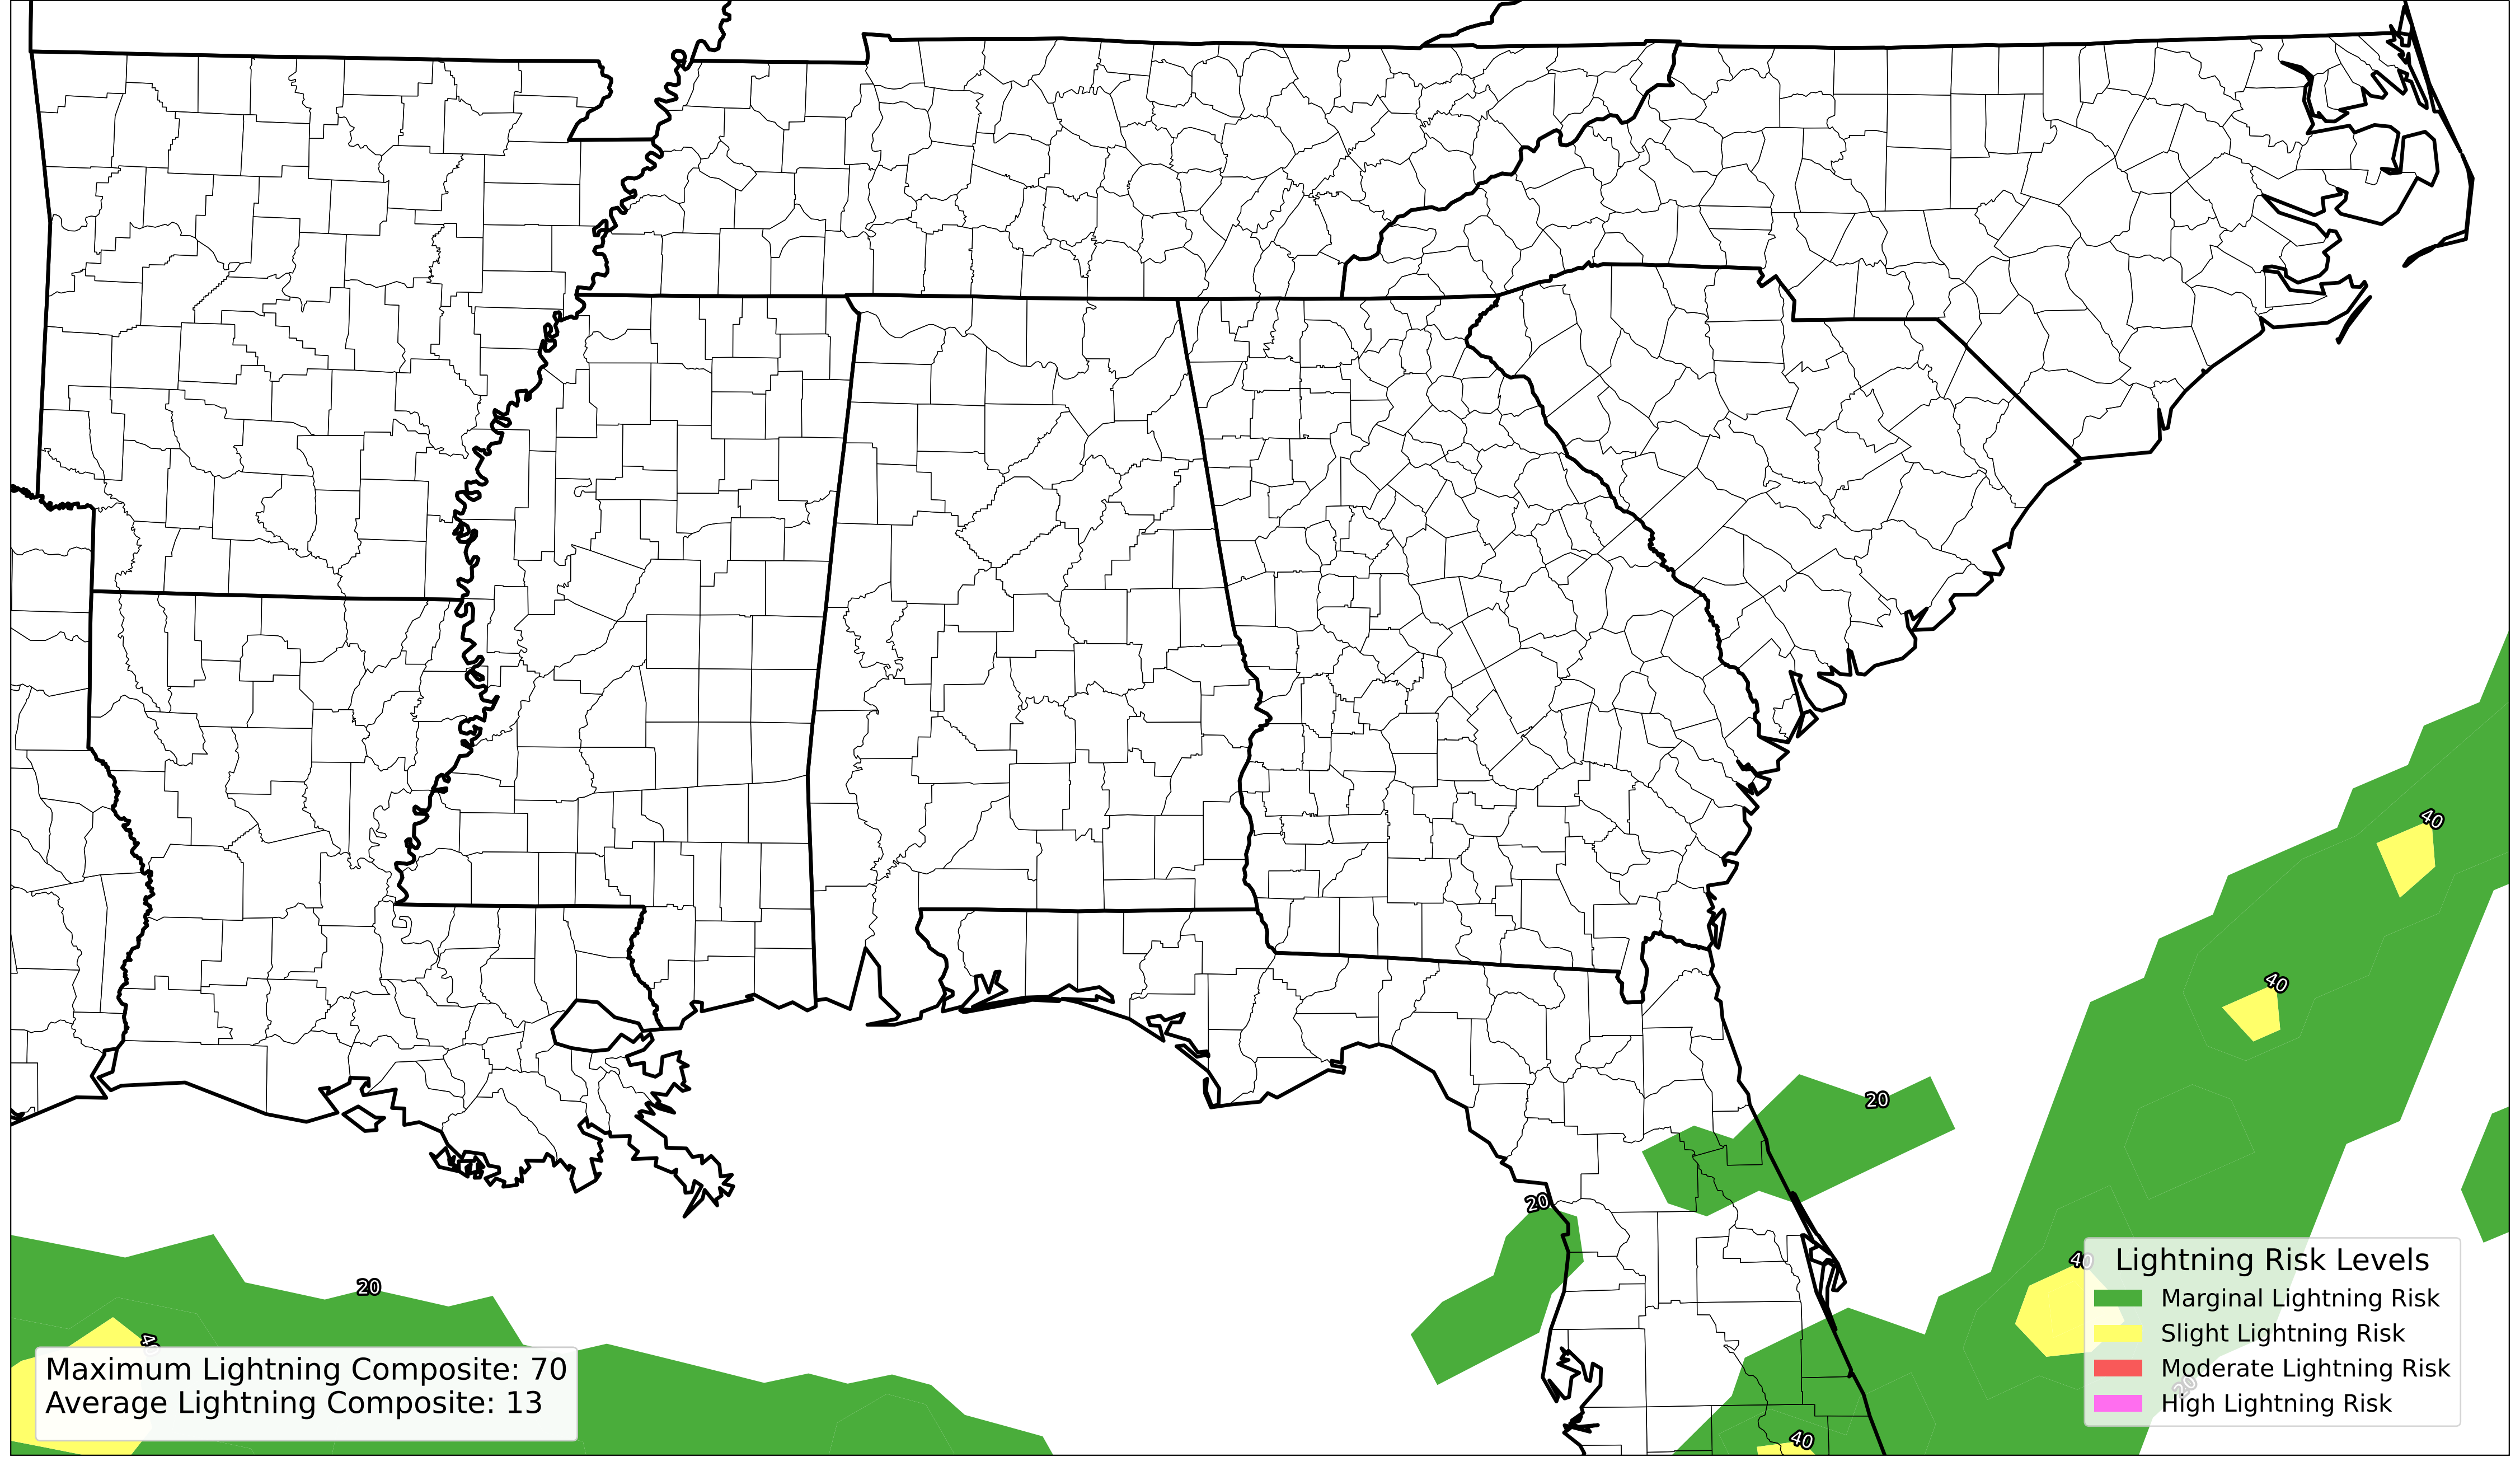 40
40
20
20
40
20
40
Maximum Lightning Composite: 70
Average Lightning Composite: 13
Lightning Risk Levels
Marginal Lightning Risk
Slight Lightning Risk
Moderate Lightning Risk
High Lightning Risk
20
40